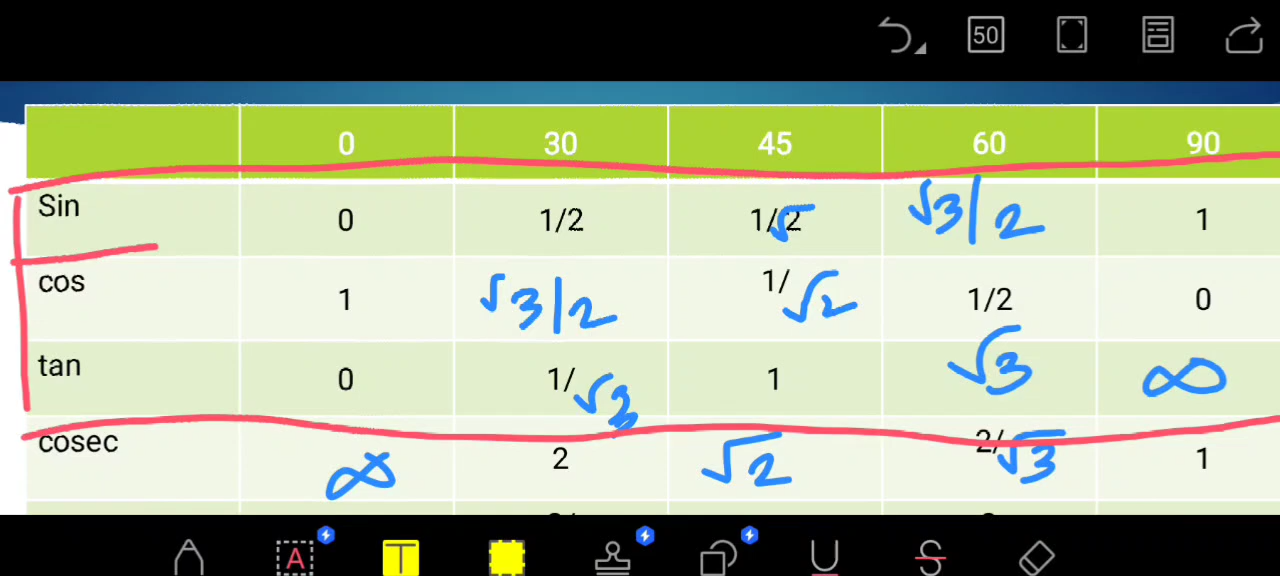 50
0 30 45 60 90
Sin 0 1/2 1/√2 √3/2 1
cos 1 √3/2 1/√2 1/2 0
tan 0 1/√3 1 √3 ∞
cosec ∞ 2 √2 2/√3 1
A T U S